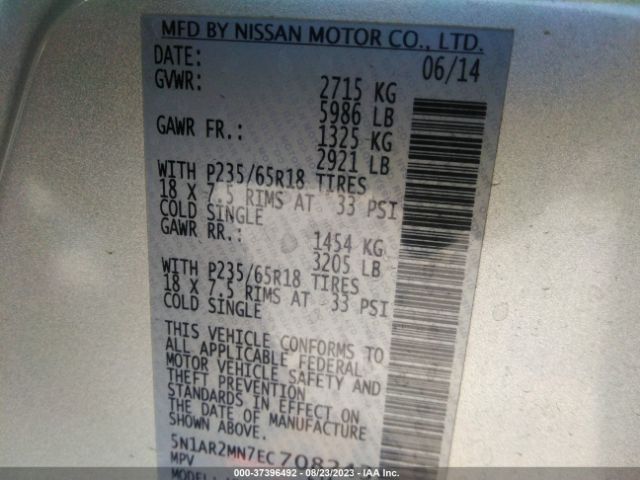 MFD BY NISSAN MOTOR CO., LTD.
DATE: 06/14
GVWR: 2715 KG
5986 LB
GAWR FR.: 1325 KG
2921 LB
WITH P235/65R18 TIRES
18 X 7.5 RIMS AT 33 PSI
COLD SINGLE
GAWR RR.: 1454 KG
3205 LB
WITH P235/65R18 TIRES
18 X 7.5 RIMS AT 33 PSI
COLD SINGLE
THIS VEHICLE CONFORMS TO
ALL APPLICABLE FEDERAL
MOTOR VEHICLE SAFETY AND
THEFT PREVENTION
STANDARDS IN EFFECT ON
THE DATE OF MANUFACTURE
SHOWN ABOVE.
MPV
© 37396492 - 08/23/2023 - IAAI